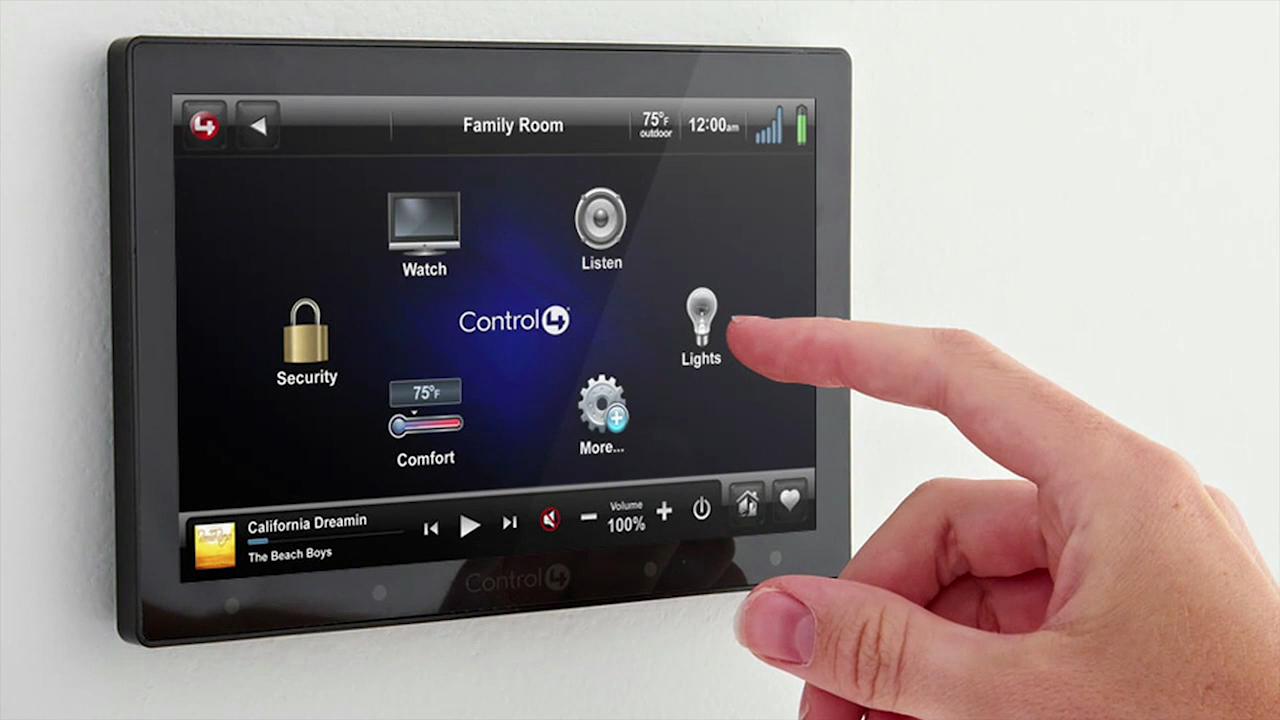 Family Room
75°F
outdoor
12:00am
Watch
Listen
Control4®
Security
Lights
75°F
Comfort
More...
California Dreamin
The Beach Boys
Volume
100%
Control4